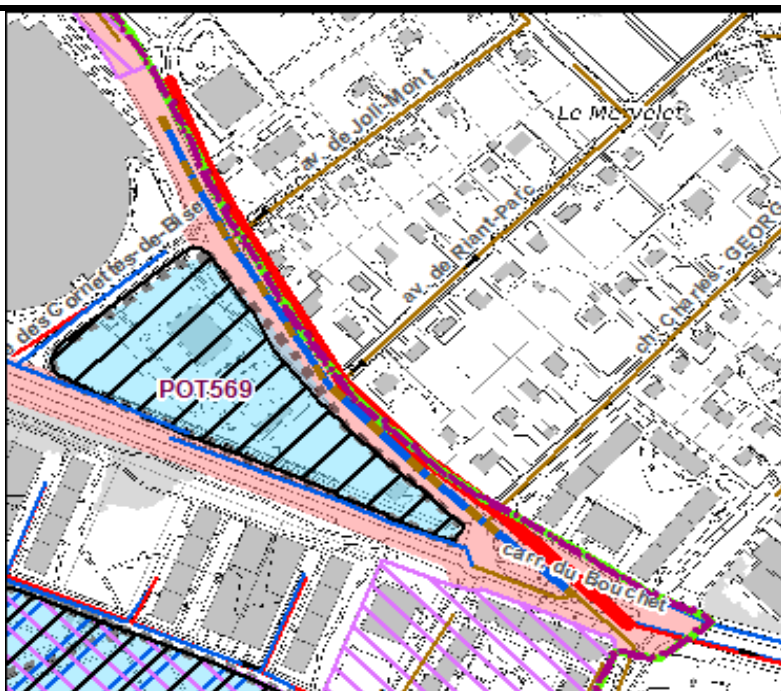 av. de Joli-Mont
Le Mervelet
av. de Riant-Parc
ch. Charles- GEORG
e des Cornettes-de-Bise
POT569
carr. du Bouchet